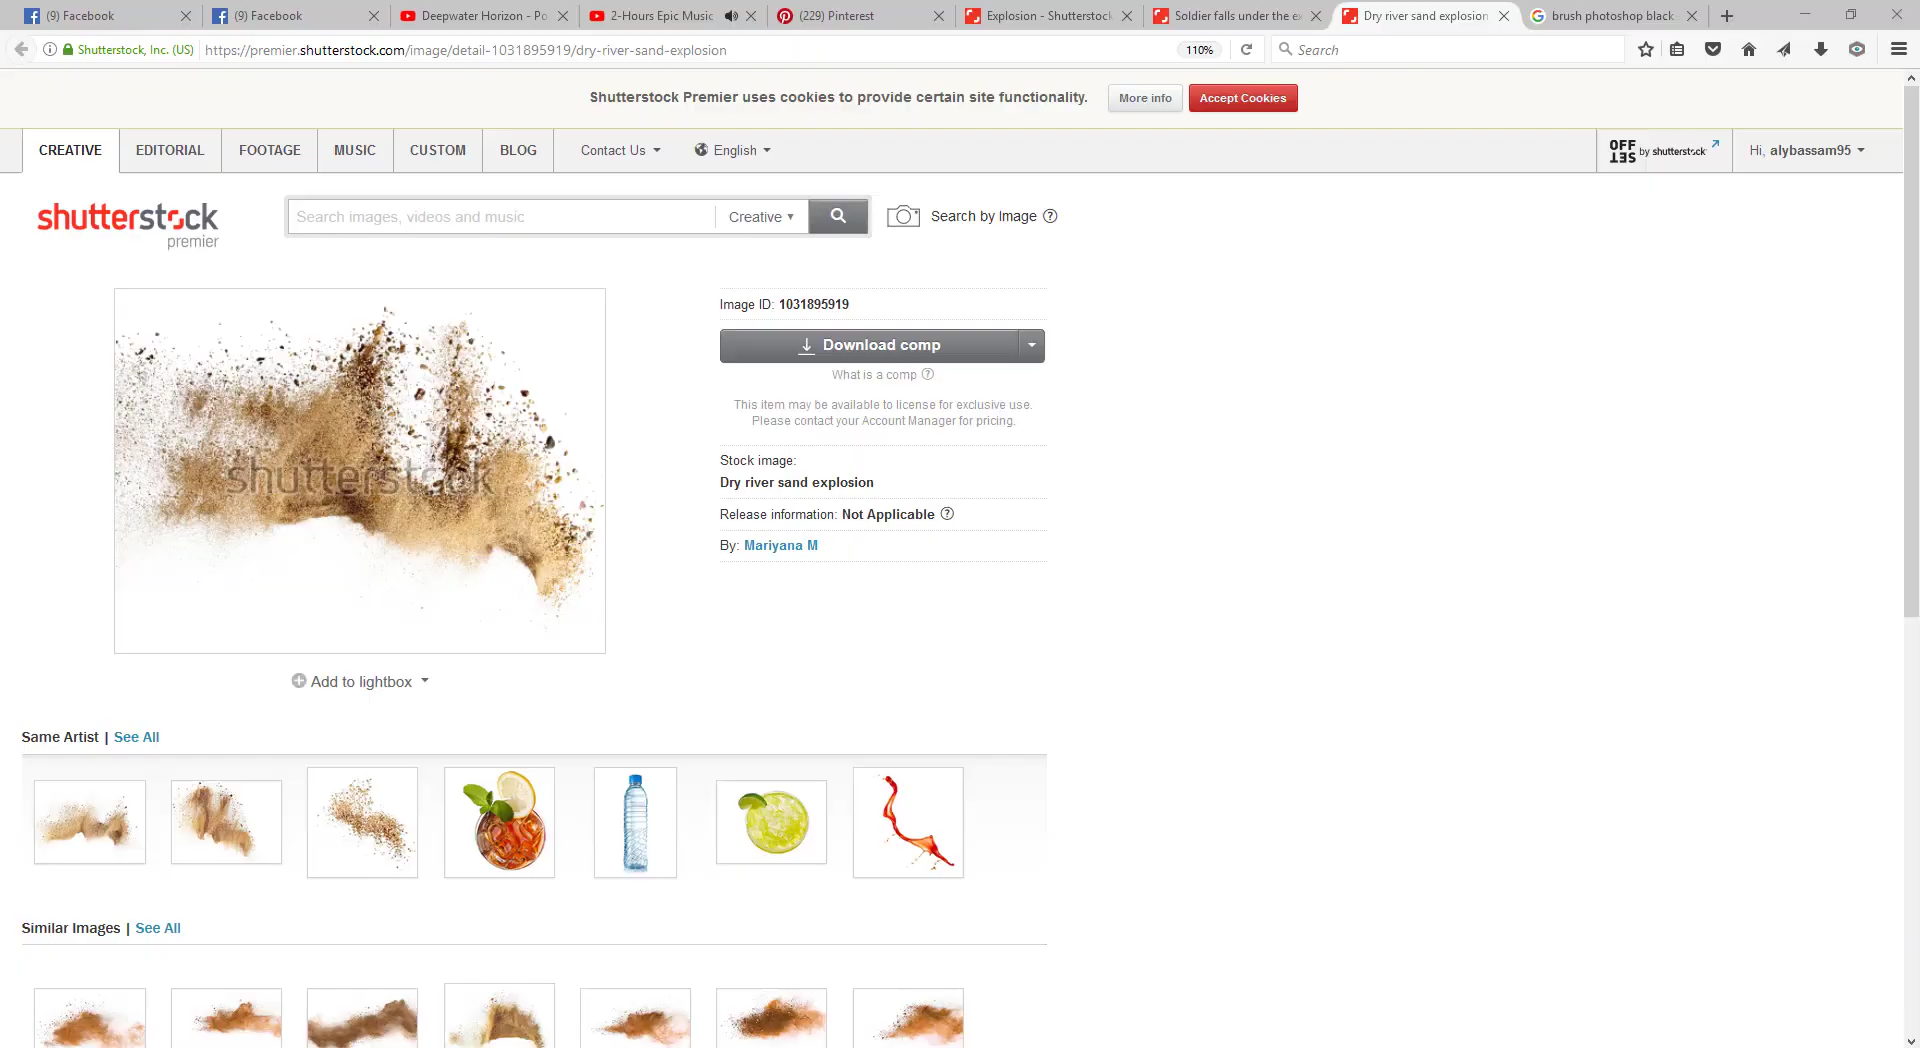 (9) Facebook
(9) Facebook
Deepwater Horizon - Po
2-Hours Epic Music
(229) Pinterest
Explosion - Shutterstock
Soldier falls under the ex
Dry river sand explosion
brush photoshop black
Shutterstock, Inc. (US)
https://premier.shutterstock.com/image/detail-1031895919/dry-river-sand-explosion
110%
Search
Shutterstock Premier uses cookies to provide certain site functionality.
More info
Accept Cookies
CREATIVE
EDITORIAL
FOOTAGE
MUSIC
CUSTOM
BLOG
Contact Us
English
OFFSET by shutterstock
Hi, alybassam95
shutterstock
premier
Search images, videos and music
Creative
Search by Image
Image ID: 1031895919
Download comp
What is a comp
This item may be available to license for exclusive use.
Please contact your Account Manager for pricing.
Stock image:
Dry river sand explosion
Release information: Not Applicable
By: Mariyana M
shutterstock
Add to lightbox
Same Artist | See All
Similar Images | See All